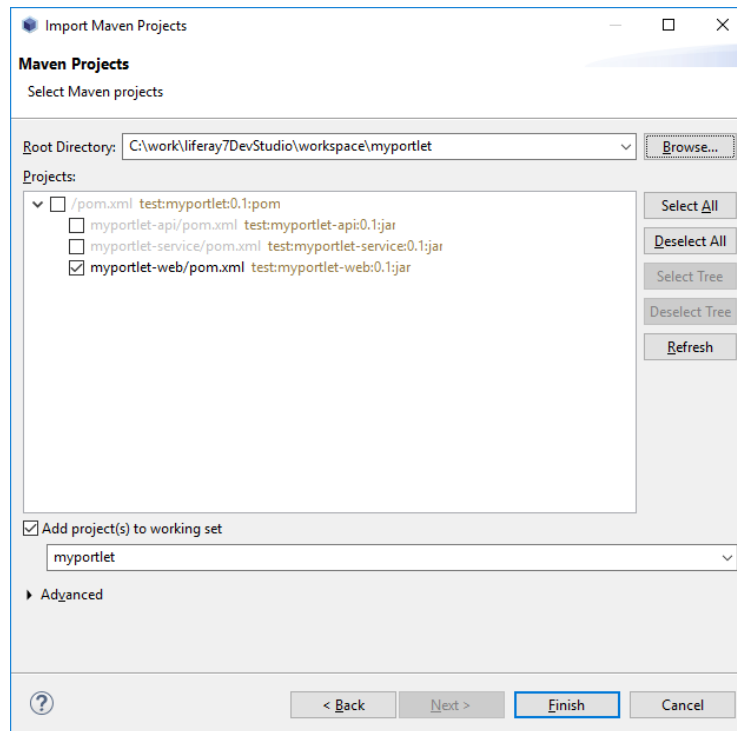 Import Maven Projects
Maven Projects
Select Maven projects
Root Directory: C:\work\liferay7DevStudio\workspace\myportlet Browse...
Projects:
/pom.xml test:myportlet:0.1:pom
myportlet-api/pom.xml test:myportlet-api:0.1:jar
myportlet-service/pom.xml test:myportlet-service:0.1:jar
myportlet-web/pom.xml test:myportlet-web:0.1:jar
Select All
Deselect All
Select Tree
Deselect Tree
Refresh
Add project(s) to working set
myportlet
Advanced
? < Back Next > Finish Cancel